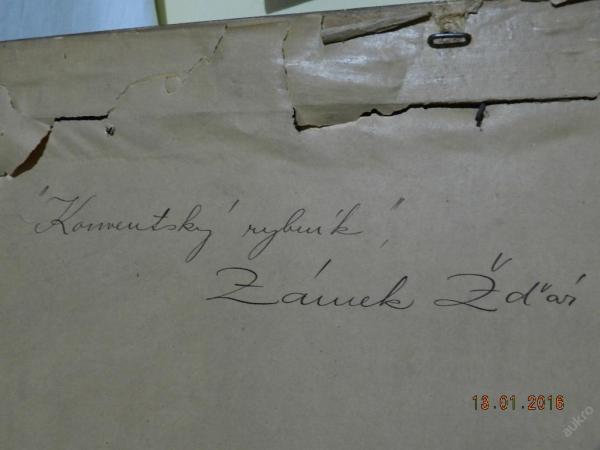 "Konventský rybník"
Zámek Žďár
13.01.2016
aukro